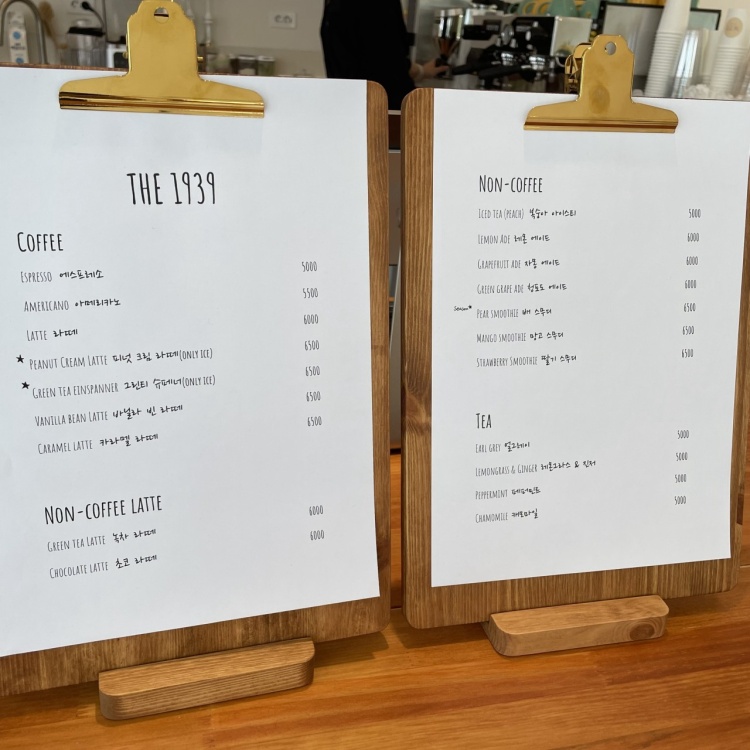 THE 1939
COFFEE
ESPRESSO 에스프레소 5000
AMERICANO 아메리카노 5500
LATTE 라떼 6000
★ PEANUT CREAM LATTE 피넛 크림 라떼(ONLY ICE) 6500
★ GREEN TEA EINSPANNER 그린티 슈페너(ONLY ICE) 6500
VANILLA BEAN LATTE 바닐라 빈 라떼 6500
CARAMEL LATTE 카라멜 라떼 6500
NON-COFFEE LATTE
GREEN TEA LATTE 녹차 라떼 6000
CHOCOLATE LATTE 초코 라떼 6000
NON-COFFEE
ICED TEA (PEACH) 복숭아 아이스티 5000
LEMON ADE 레몬 에이드 6000
GRAPEFRUIT ADE 자몽 에이드 6000
GREEN GRAPE ADE 청포도 에이드 6000
Season* PEAR SMOOTHIE 배 스무디 6500
MANGO SMOOTHIE 망고 스무디 6500
STRAWBERRY SMOOTHIE 딸기 스무디 6500
TEA
EARL GREY 얼그레이 5000
LEMONGRASS & GINGER 레몬그라스 & 진저 5000
PEPPERMINT 페퍼민트 5000
CHAMOMILE 캐모마일 5000